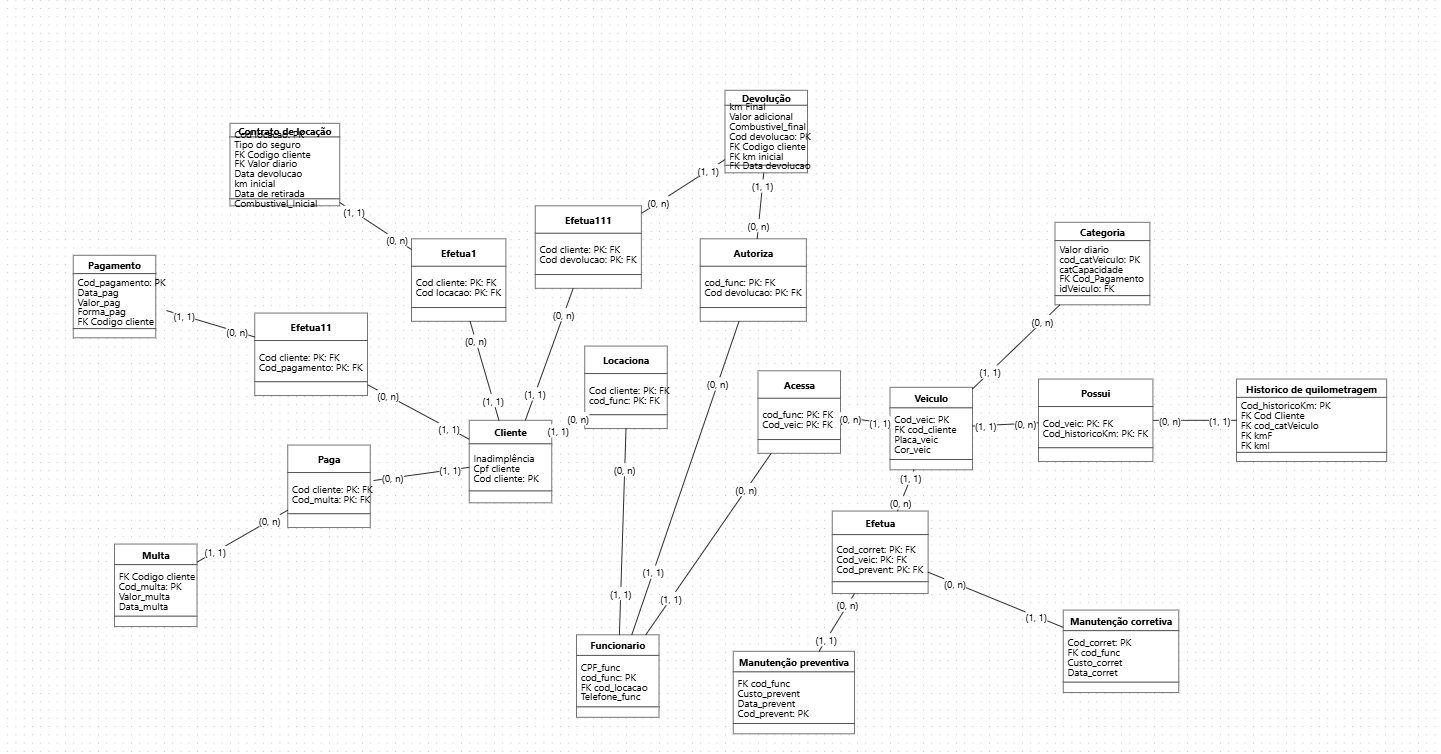 Devolução
km Final
Valor adicional
Combustivel_final
Cod devolucao: PK
FK Codigo cliente
FK km inicial
FK Data devolucao
Contrato de locação
Cod locacao: PK
Tipo do seguro
FK Codigo cliente
FK Valor diario
Data devolucao
km inicial
Data de retirada
Combustivel_Inicial
(1, 1)
(0, n)
(1, 1)
(0, n)
(1, 1)
(0, n)
Efetua111
Cod cliente: PK: FK
Cod devolucao: PK: FK
Efetua1
Cod cliente: PK: FK
Cod locacao: PK: FK
Autoriza
cod_func: PK: FK
Cod devolucao: PK: FK
Categoria
Valor diario
cod_catVeiculo: PK
catCapacidade
FK Cod_Pagamento
idVeiculo: FK
Pagamento
Cod_pagamento: PK
Data_pag
Valor_pag
Forma_pag
FK Codigo cliente
(1, 1)
(0, n)
Efetua11
Cod cliente: PK: FK
Cod_pagamento: PK: FK
(0, n)
(1, 1)
(0, n)
(1, 1)
(0, n)
(1, 1)
(0, n)
(1, 1)
Locaciona
Cod cliente: PK: FK
cod_func: PK: FK
(0, n)
(1, 1)
Cliente
Inadimplência
Cpf cliente
Cod cliente: PK
Acessa
cod_func: PK: FK
Cod_veic: PK: FK
(0, n)
(1, 1)
Veiculo
Cod_veic: PK
FK cod_cliente
Placa_veic
Cor_veic
(1, 1)
(0, n)
Possui
Cod_veic: PK: FK
Cod_historicoKm: PK: FK
(0, n)
(1, 1)
Historico de quilometragem
Cod_historicoKm: PK
FK Cod Cliente
FK cod_catVeiculo
FK kmF
FK kmI
Paga
Cod cliente: PK: FK
Cod_multa: PK: FK
(0, n)
(1, 1)
(0, n)
(1, 1)
Multa
FK Codigo cliente
Cod_multa: PK
Valor_multa
Data_multa
(0, n)
(1, 1)
(0, n)
(1, 1)
(0, n)
(1, 1)
(1, 1)
(0, n)
Efetua
Cod_corret: PK: FK
Cod_veic: PK: FK
Cod_prevent: PK: FK
(0, n)
(1, 1)
(0, n)
(1, 1)
Funcionario
CPF_func
cod_func: PK
FK cod_locacao
Telefone_func
Manutenção preventiva
FK cod_func
Custo_prevent
Data_prevent
Cod_prevent: PK
Manutenção corretiva
Cod_corret: PK
FK cod_func
Custo_corret
Data_corret